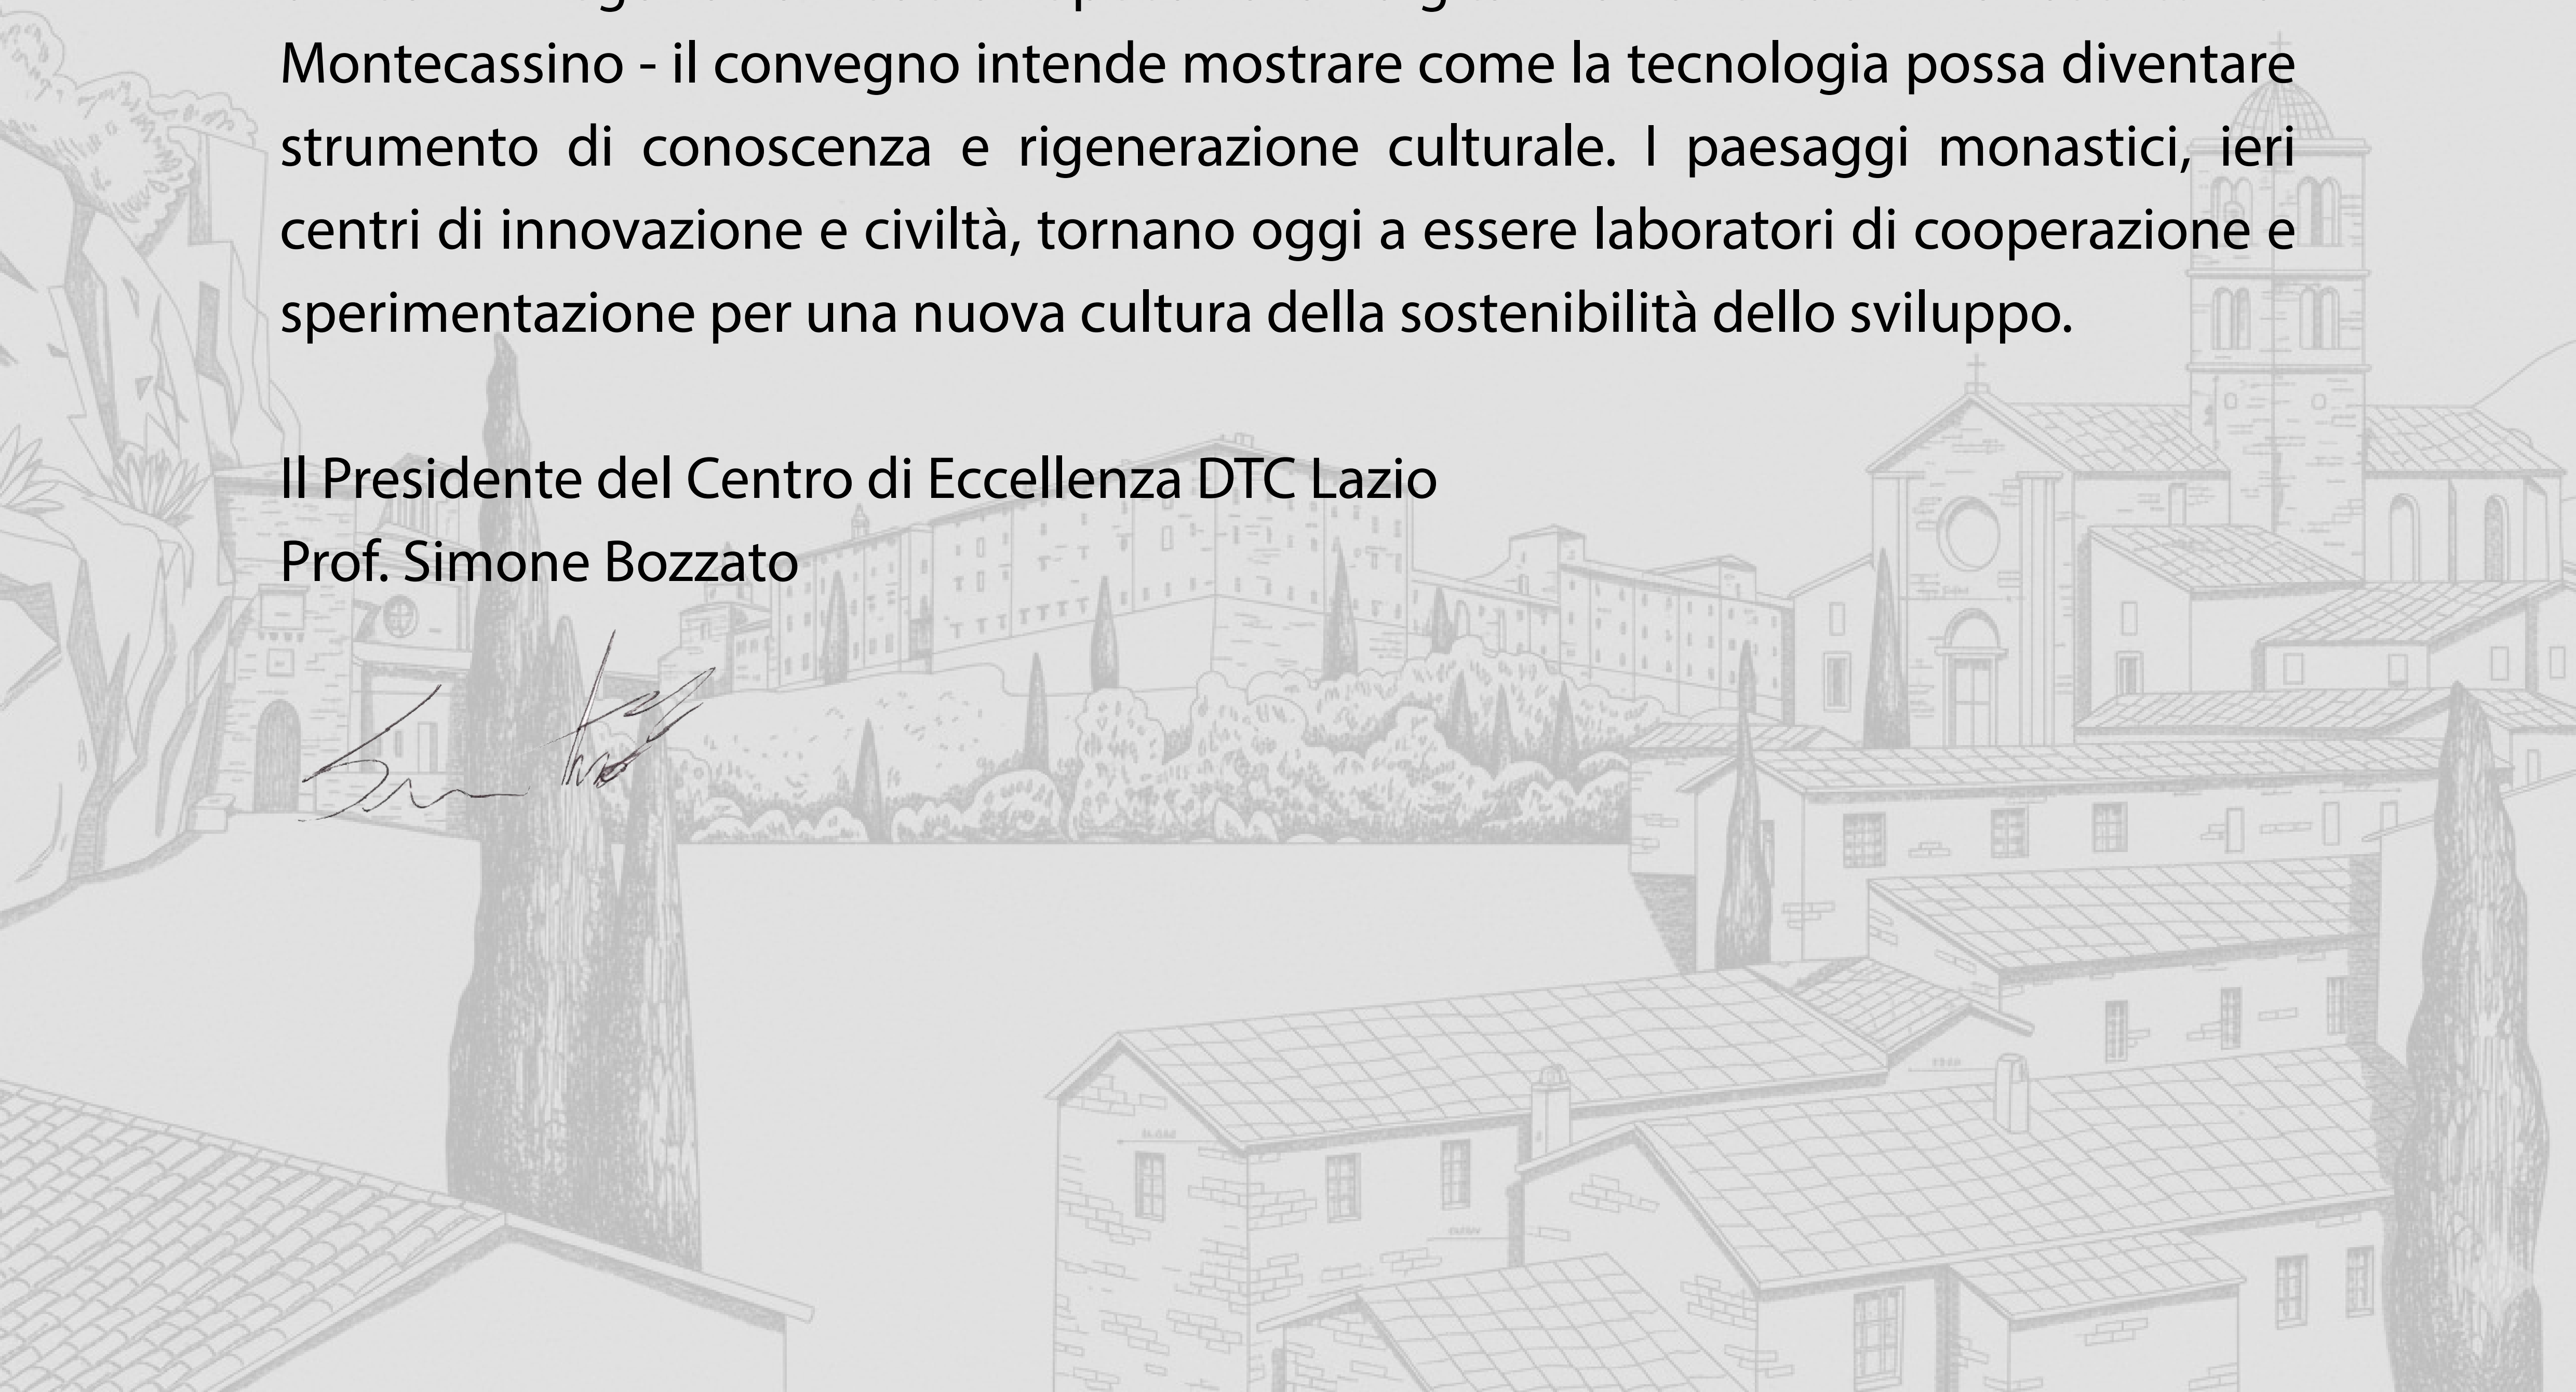 Montecassino - il convegno intende mostrare come la tecnologia possa diventare
strumento di conoscenza e rigenerazione culturale. I paesaggi monastici, ieri
centri di innovazione e civiltà, tornano oggi a essere laboratori di cooperazione e
sperimentazione per una nuova cultura della sostenibilità dello sviluppo.
Il Presidente del Centro di Eccellenza DTC Lazio
Prof. Simone Bozzato